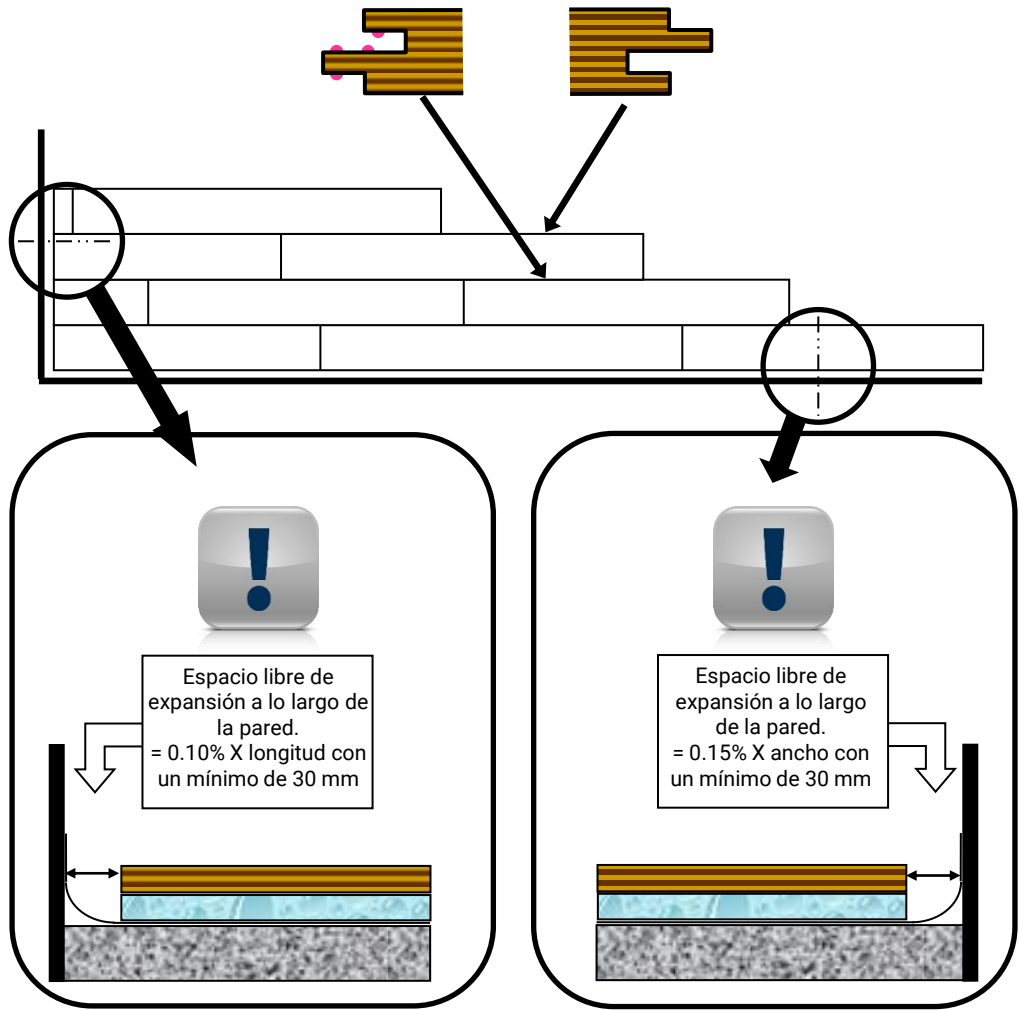 Espacio libre de
expansión a lo largo de
la pared.
= 0.10% X longitud con
un mínimo de 30 mm
Espacio libre de
expansión a lo largo
de la pared.
= 0.15% X ancho con
un mínimo de 30 mm